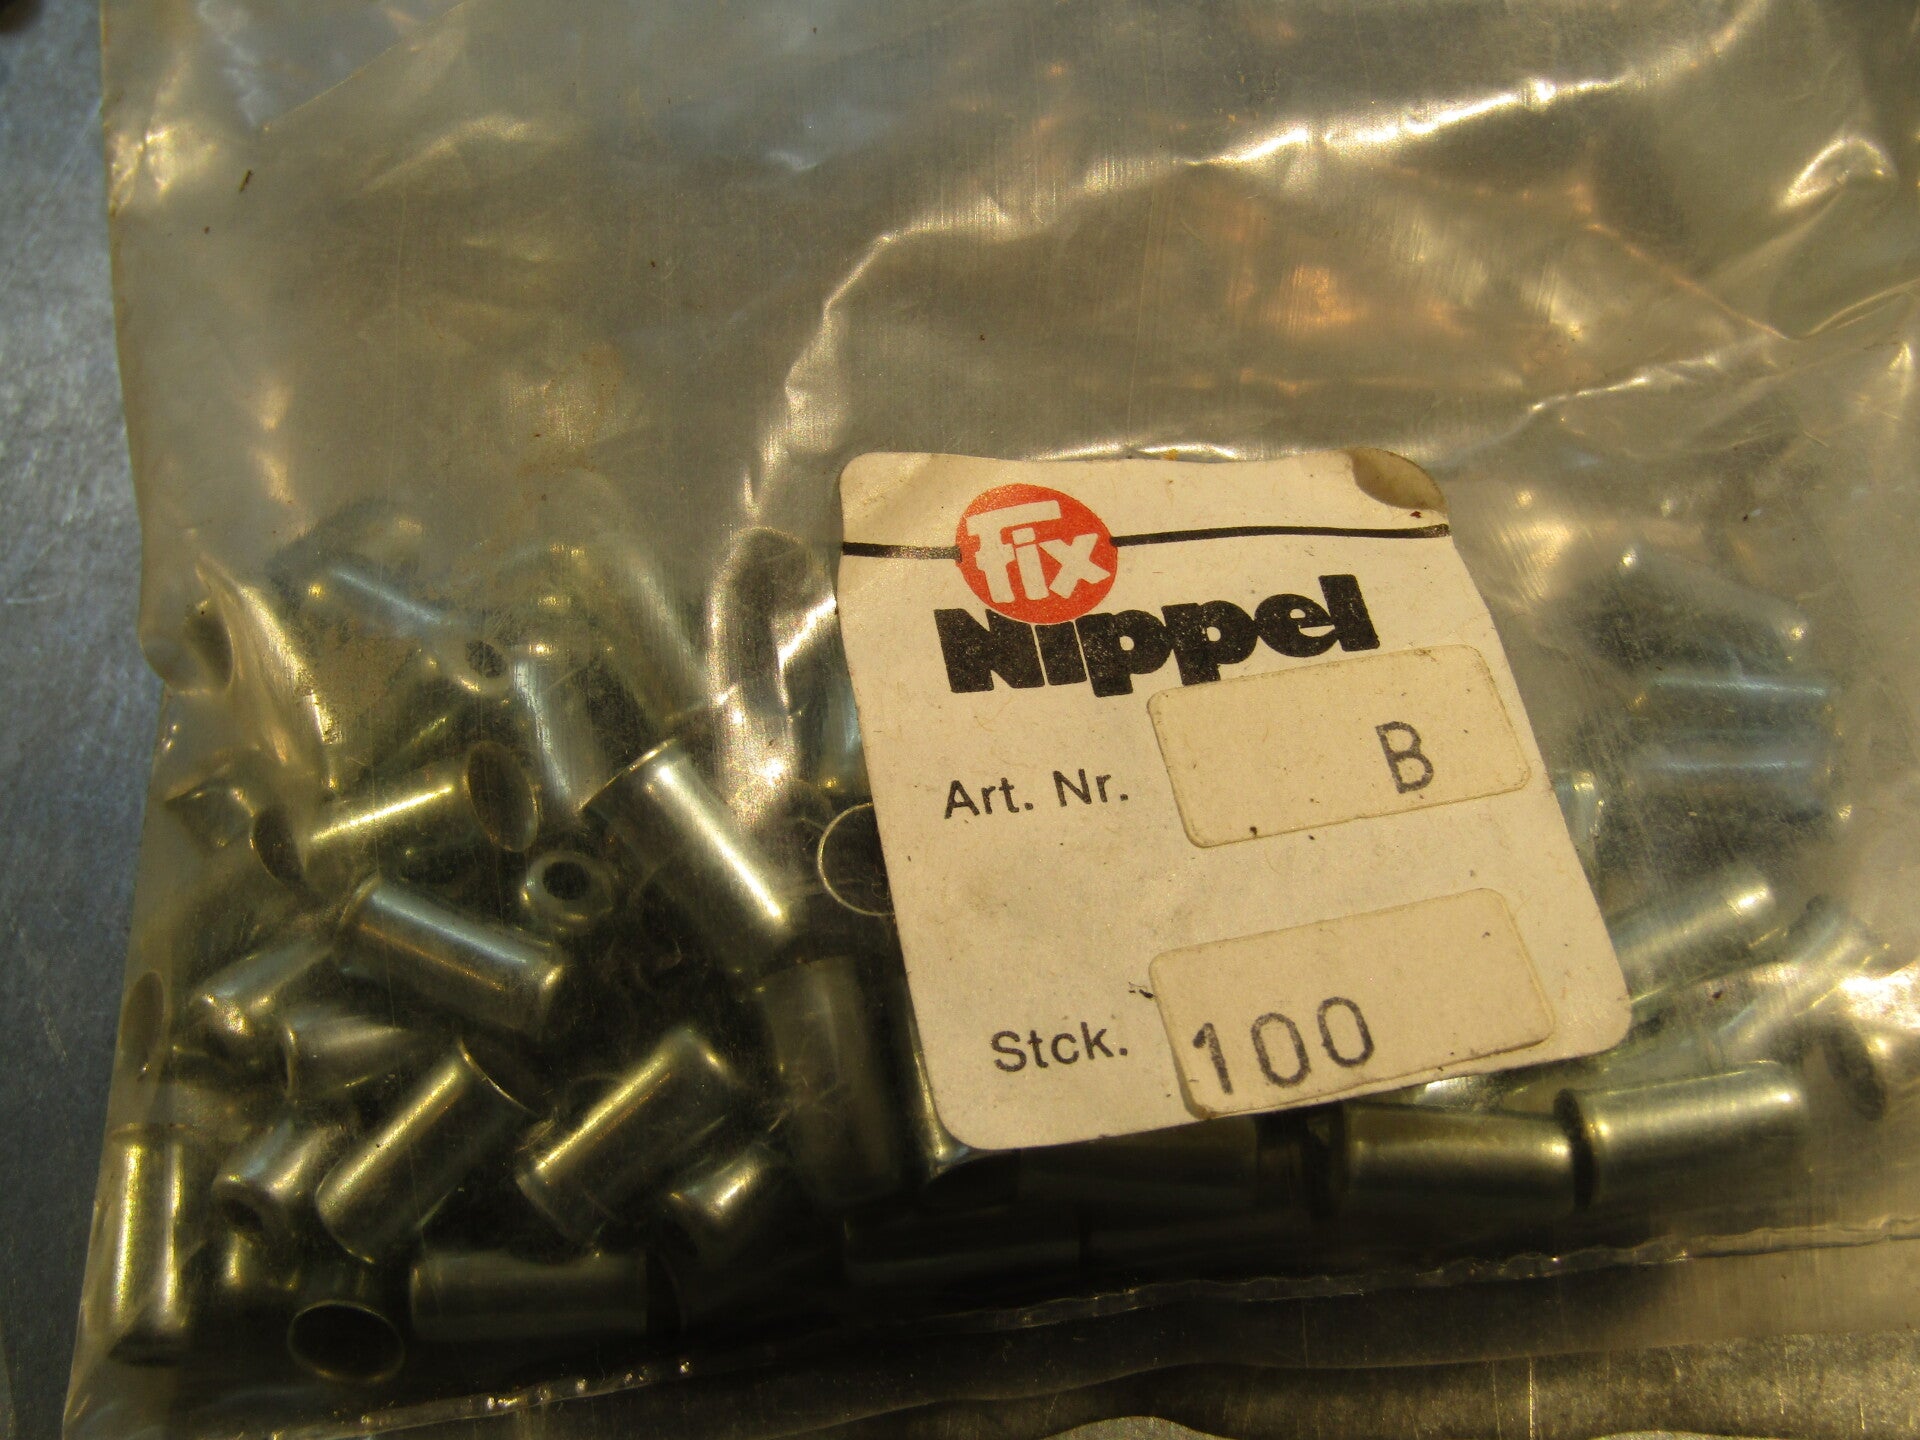 Fix
Nippel
Art. Nr. B
Stck. 100